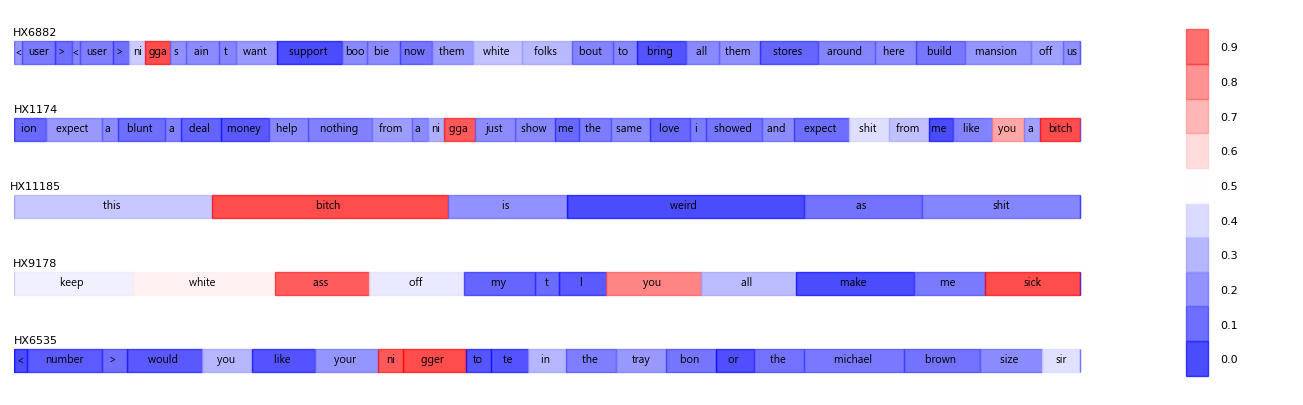 HX6882
< user > < user > ni gga s ain t want support boo bie now them white folks bout to bring all them stores around here build mansion off us
HX1174
ion expect a blunt a deal money help nothing from a ni gga just show me the same love i showed and expect shit from me like you a bitch
HX11185
this bitch is weird as shit
HX9178
keep white ass off my t l you all make me sick
HX6535
< number > would you like your ni gger to te in the tray bon or the michael brown size sir
0.9
0.8
0.7
0.6
0.5
0.4
0.3
0.2
0.1
0.0